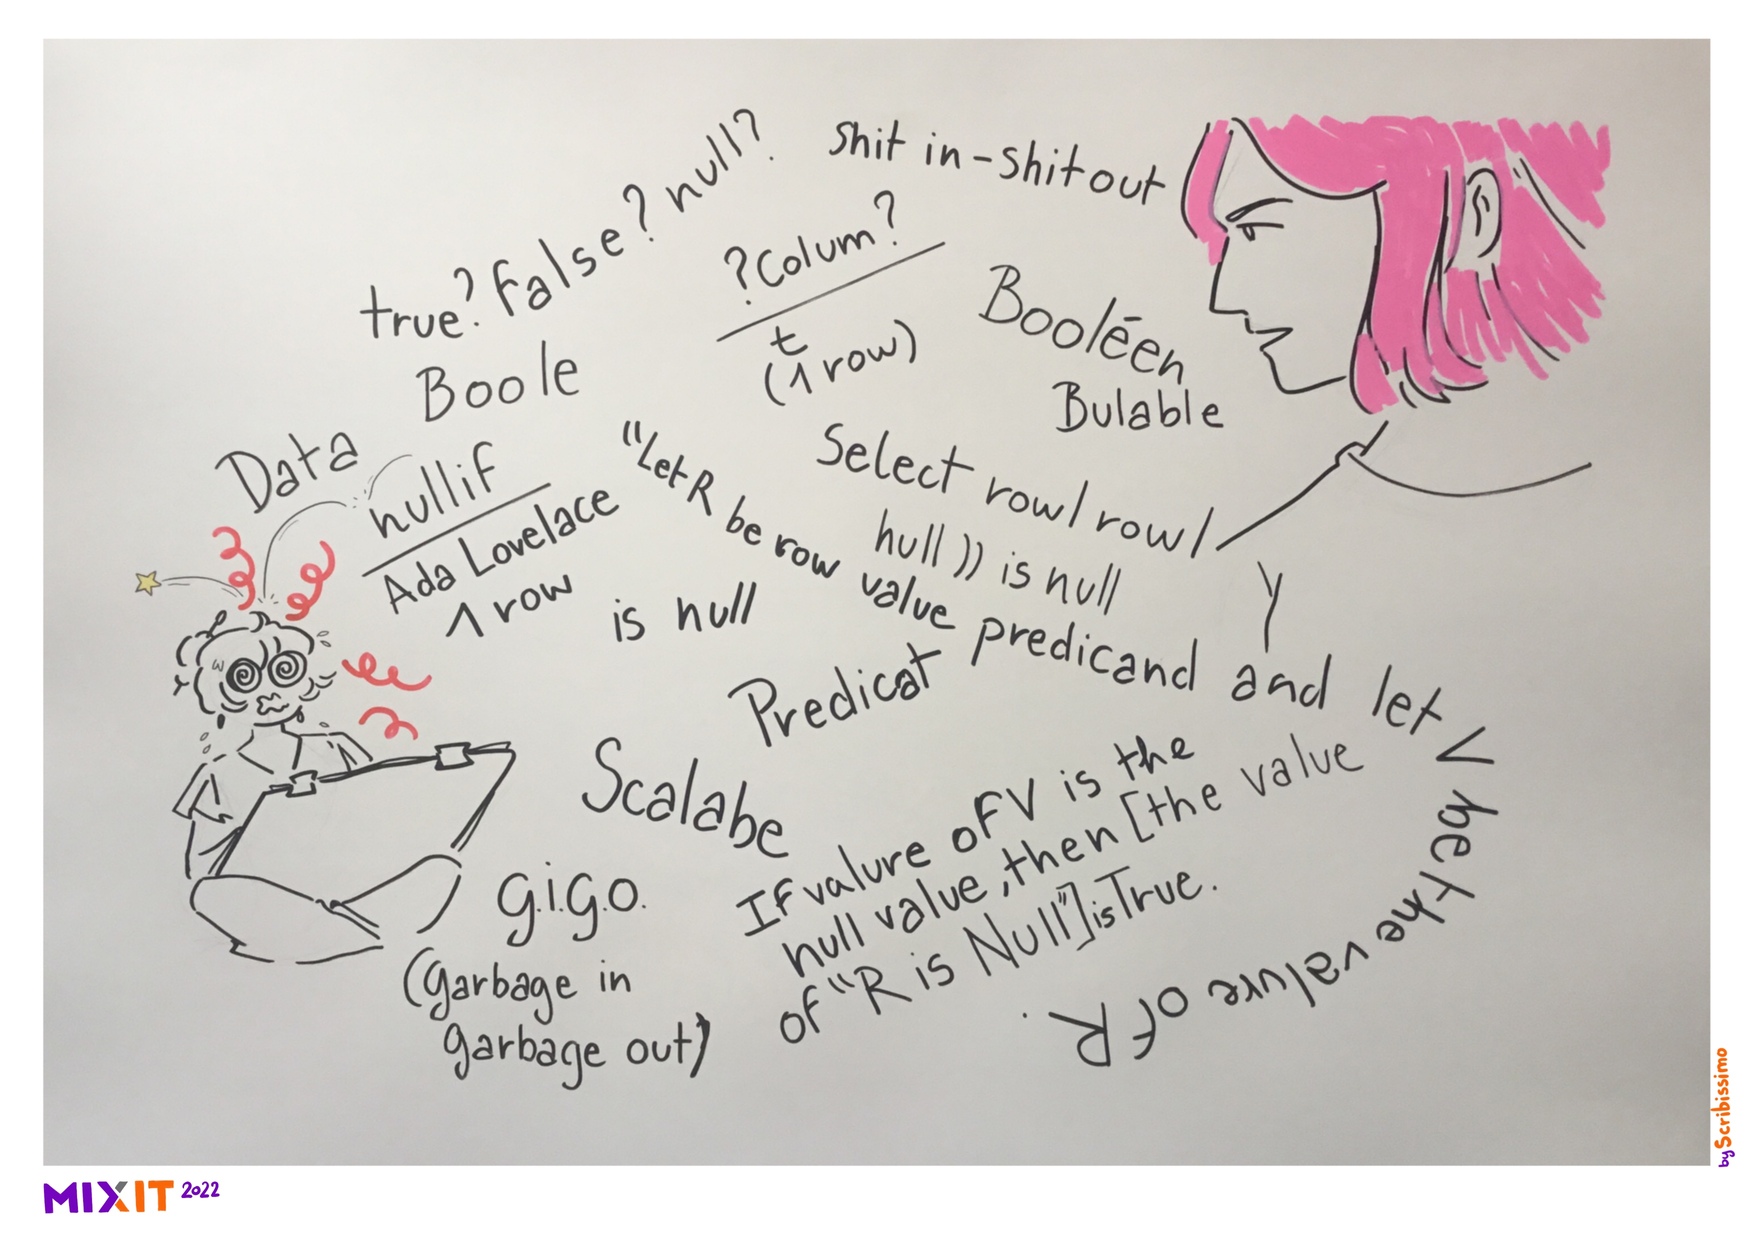 true? False? null?
shit in - shit out
?Colum?
t
(1 row)
Booléen
Bulable
Boole
Data
nullif
Ada Lovelace
1 row
is null
Select row(row(
null)) is null
Y
"Let R be row value predicand and let V be the valure of R.
Predicat
Scalabe
If valure of V is the
null value, then [the value
of "R is Null"] is True.
G.i.G.O.
(Garbage in
garbage out)
by Scribissimo
MIXIT 2022